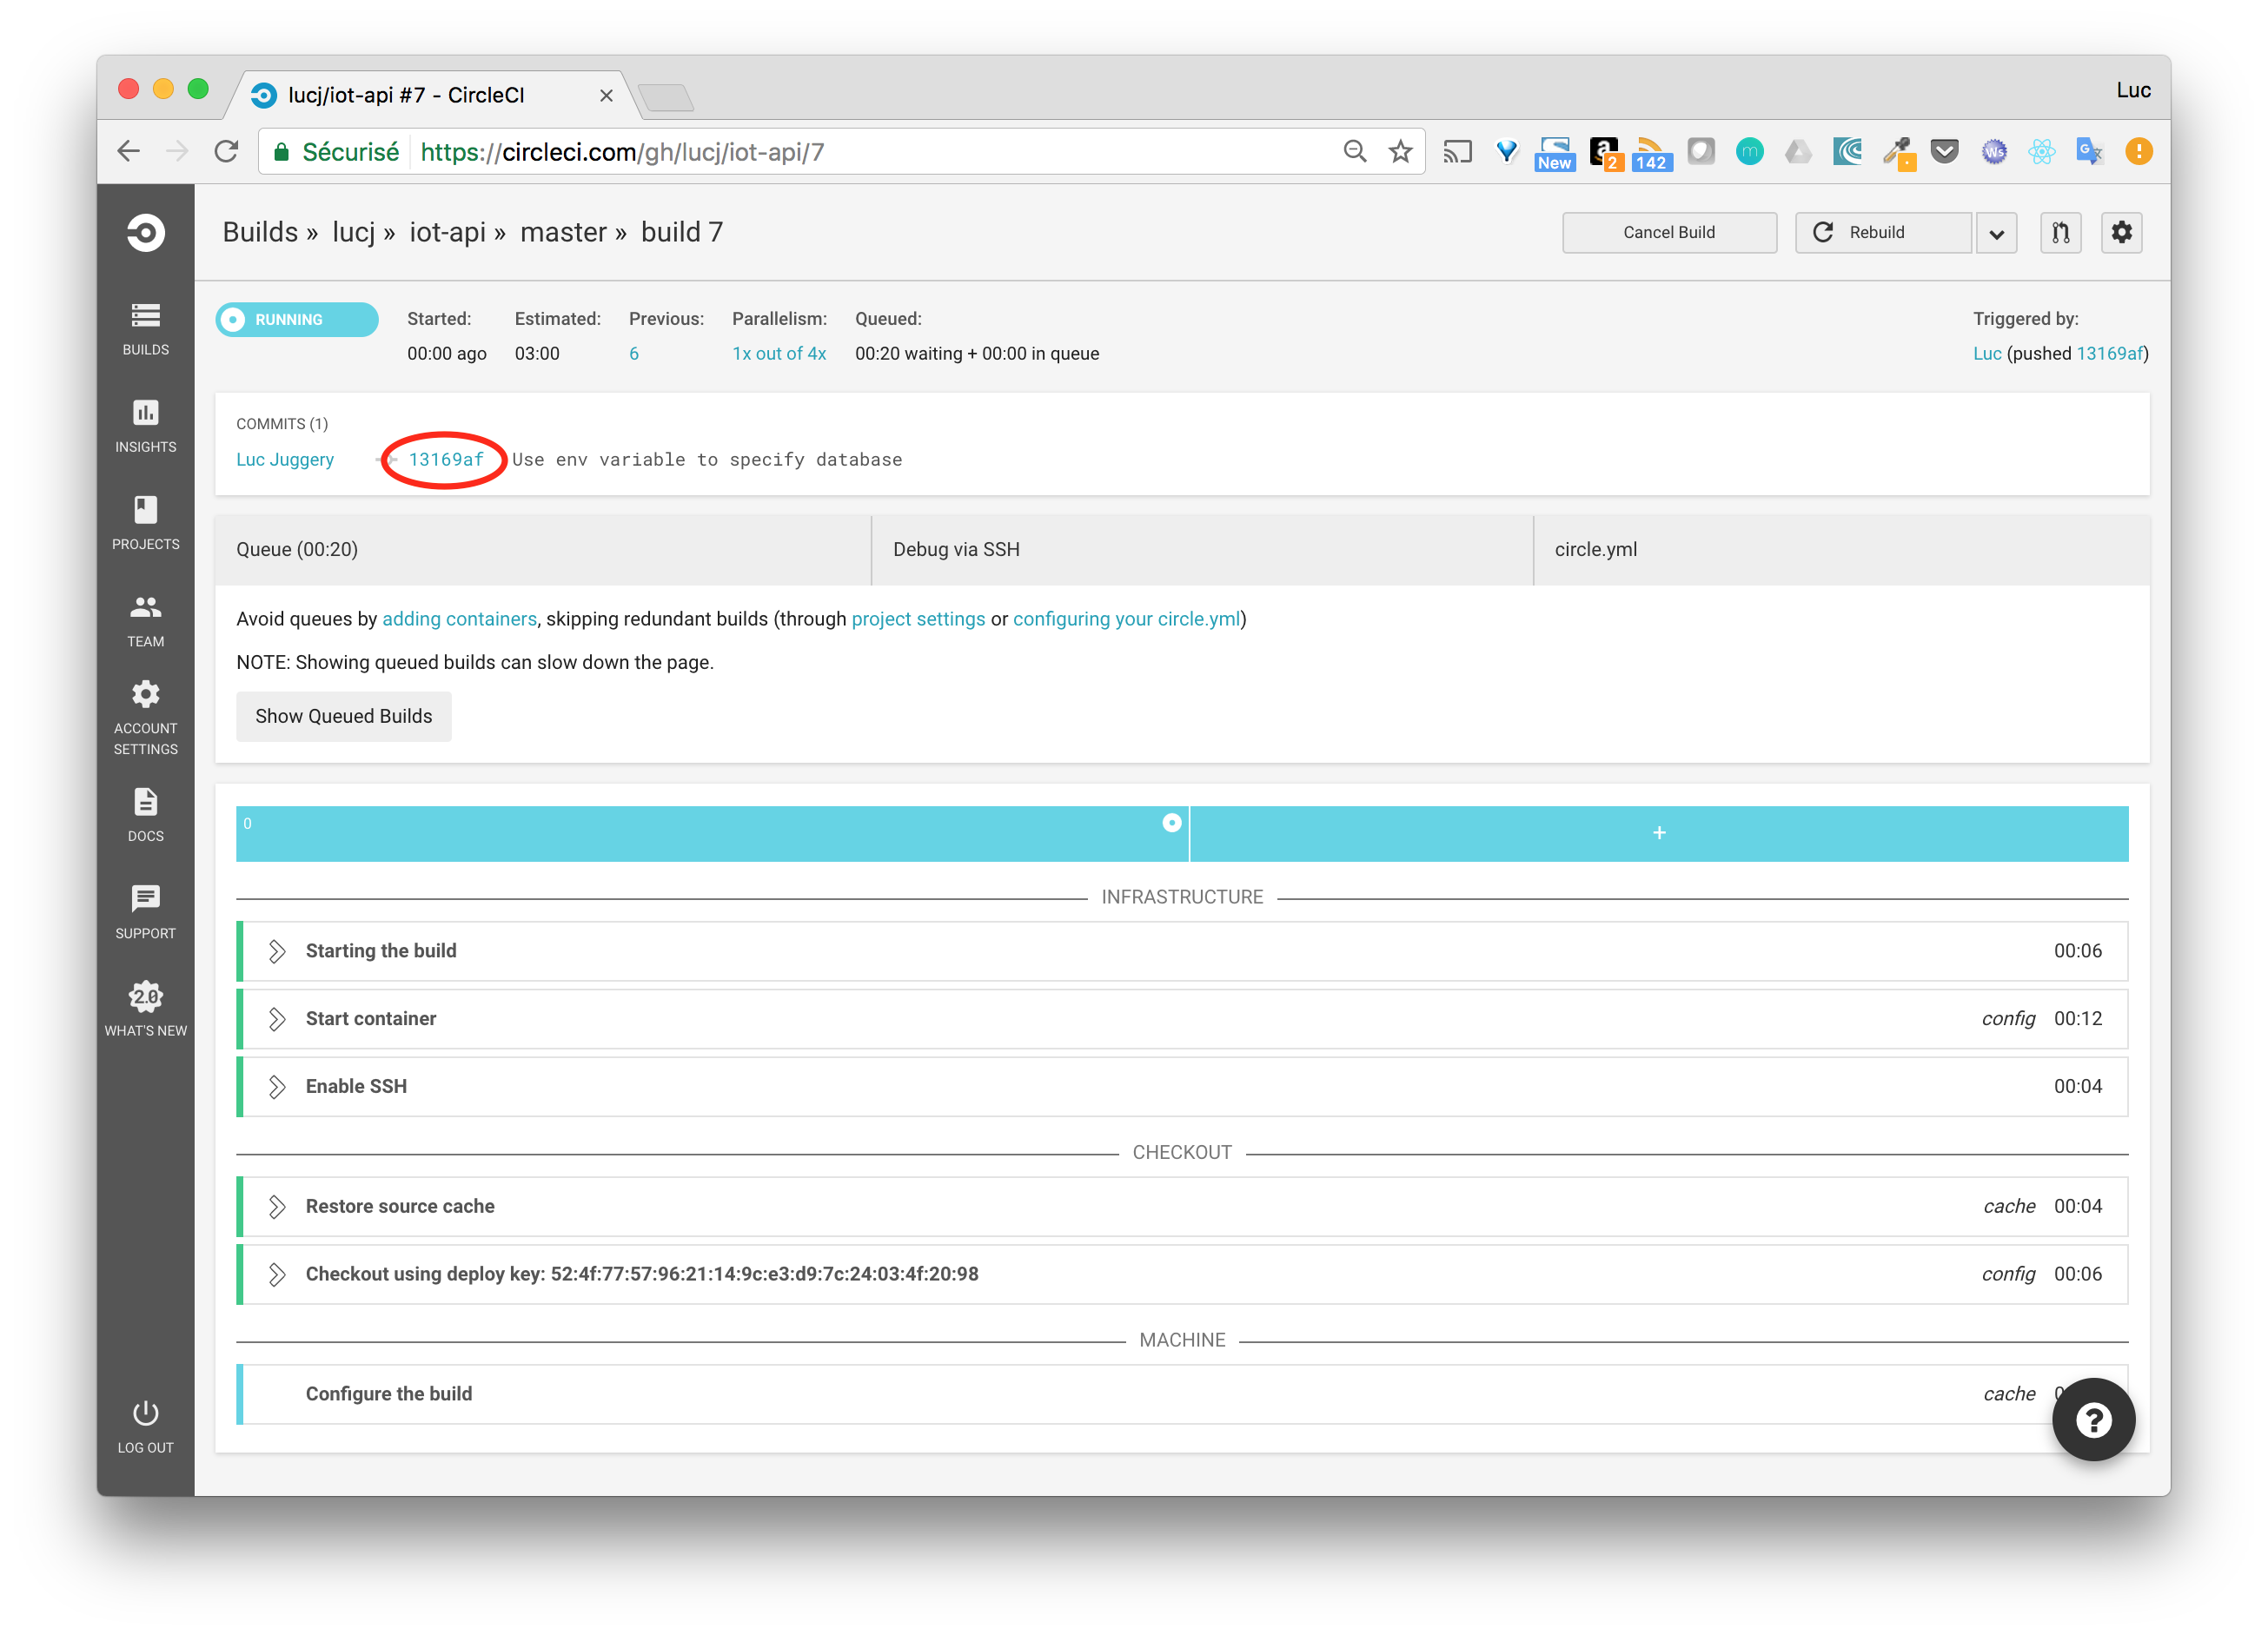 lucj/iot-api #7 - CircleCI
Luc
Sécurisé https://circleci.com/gh/lucj/iot-api/7
New 2 142 m Ws
Builds » lucj » iot-api » master » build 7
Cancel Build Rebuild
RUNNING
Started: Estimated: Previous: Parallelism: Queued: Triggered by:
00:00 ago 03:00 6 1x out of 4x 00:20 waiting + 00:00 in queue Luc (pushed 13169af)
BUILDS
INSIGHTS
PROJECTS
TEAM
ACCOUNT
SETTINGS
DOCS
SUPPORT
2.0
WHAT'S NEW
LOG OUT
COMMITS (1)
Luc Juggery 13169af Use env variable to specify database
Queue (00:20) Debug via SSH circle.yml
Avoid queues by adding containers, skipping redundant builds (through project settings or configuring your circle.yml)
NOTE: Showing queued builds can slow down the page.
Show Queued Builds
0 +
INFRASTRUCTURE
Starting the build 00:06
Start container config 00:12
Enable SSH 00:04
CHECKOUT
Restore source cache cache 00:04
Checkout using deploy key: 52:4f:77:57:96:21:14:9c:e3:d9:7c:24:03:4f:20:98 config 00:06
MACHINE
Configure the build cache